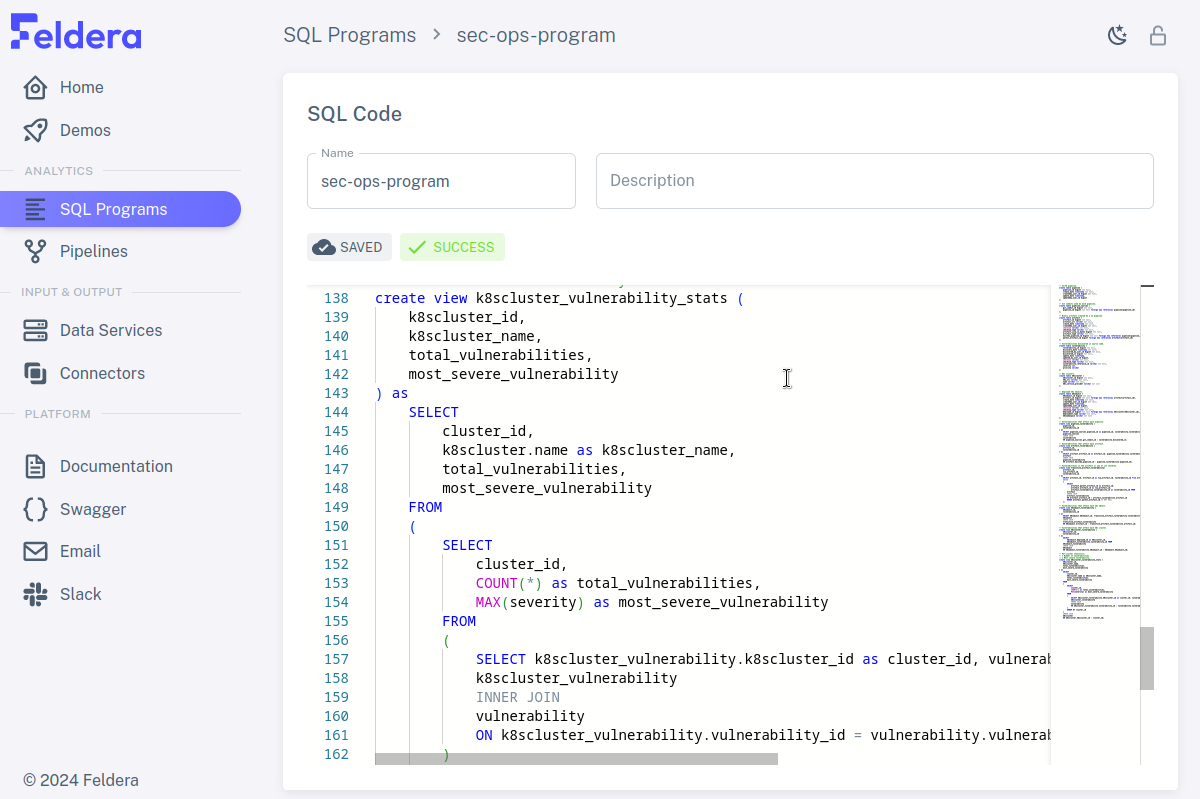 Feldera
SQL Programs > sec-ops-program
Home
Demos
ANALYTICS
SQL Programs
Pipelines
INPUT & OUTPUT
Data Services
Connectors
PLATFORM
Documentation
Swagger
Email
Slack
© 2024 Feldera
SQL Code
Name
sec-ops-program
Description
SAVED
SUCCESS
138 create view k8scluster_vulnerability_stats (
139 k8scluster_id,
140 k8scluster_name,
141 total_vulnerabilities,
142 most_severe_vulnerability
143 ) as
144 SELECT
145 cluster_id,
146 k8scluster.name as k8scluster_name,
147 total_vulnerabilities,
148 most_severe_vulnerability
149 FROM
150 (
151 SELECT
152 cluster_id,
153 COUNT(*) as total_vulnerabilities,
154 MAX(severity) as most_severe_vulnerability
155 FROM
156 (
157 SELECT k8scluster_vulnerability.k8scluster_id as cluster_id, vulnerab
158 k8scluster_vulnerability
159 INNER JOIN
160 vulnerability
161 ON k8scluster_vulnerability.vulnerability_id = vulnerability.vulnerab
162 )